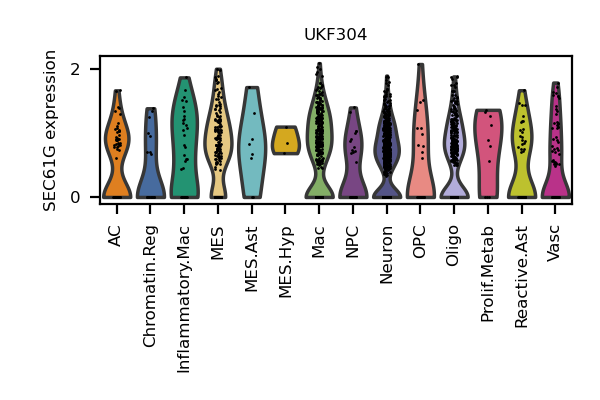 UKF304
SEC61G expression
2
0
AC
Chromatin.Reg
Inflammatory.Mac
MES
MES.Ast
MES.Hyp
Mac
NPC
Neuron
OPC
Oligo
Prolif.Metab
Reactive.Ast
Vasc